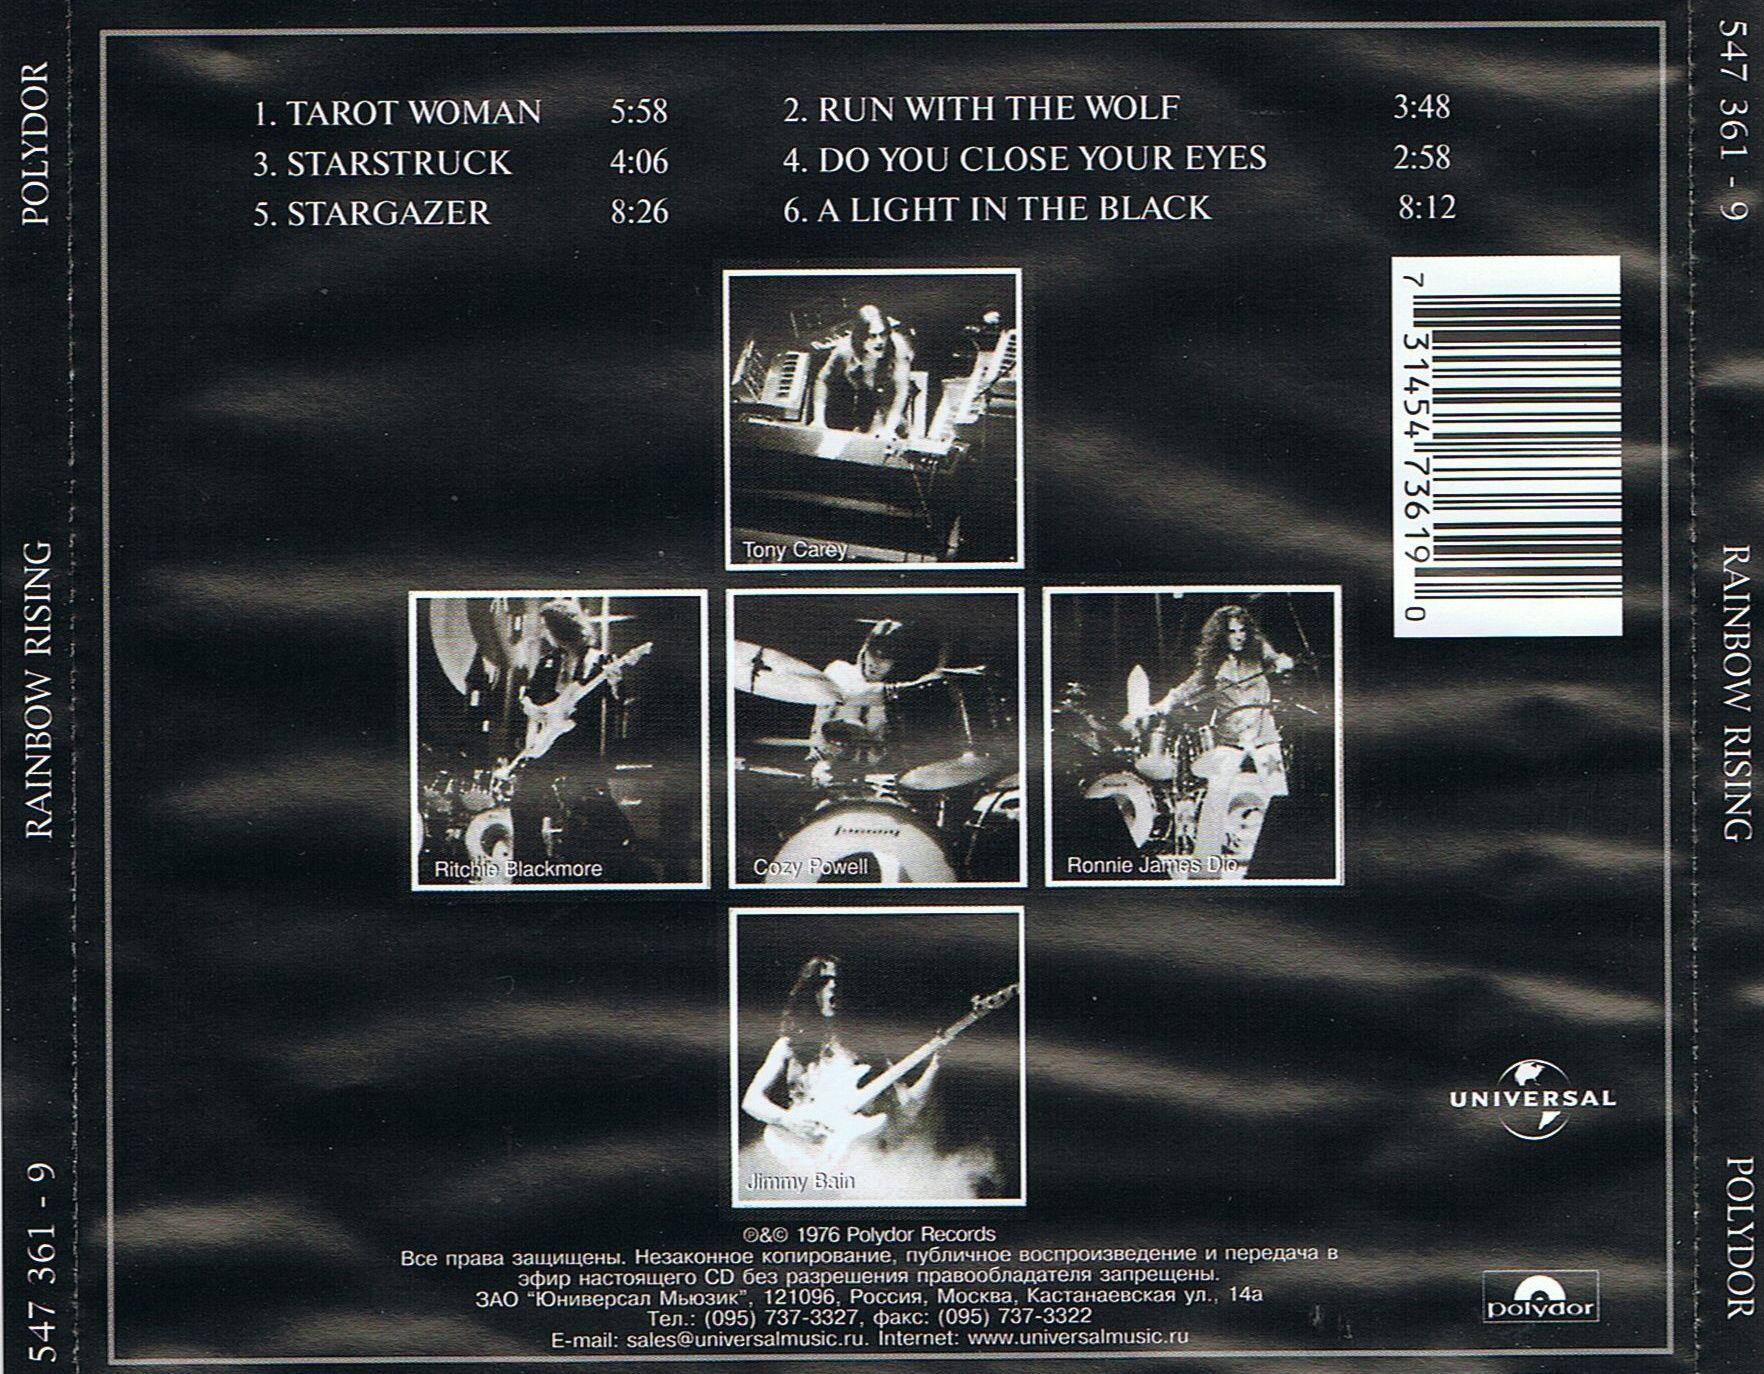 POLYDOR
RAINBOW RISING
547 361 - 9
1. TAROT WOMAN 5:58 2. RUN WITH THE WOLF 3:48
3. STARSTRUCK 4:06 4. DO YOU CLOSE YOUR EYES 2:58
5. STARGAZER 8:26 6. A LIGHT IN THE BLACK 8:12
7 31454 73619 0
Tony Carey
Ritchie Blackmore
Cozy Powell
Ronnie James Dio
Jimmy Bain
UNIVERSAL
℗&© 1976 Polydor Records
Все права защищены. Незаконное копирование, публичное воспроизведение и передача в
эфир настоящего CD без разрешения правообладателя запрещены.
ЗАО "Юниверсал Мьюзик", 121096, Россия, Москва, Кастанаевская ул., 14а
Тел.: (095) 737-3327, факс: (095) 737-3322
E-mail: sales@universalmusic.ru. Internet: www.universalmusic.ru
polydor
547 361 - 9
RAINBOW RISING
POLYDOR